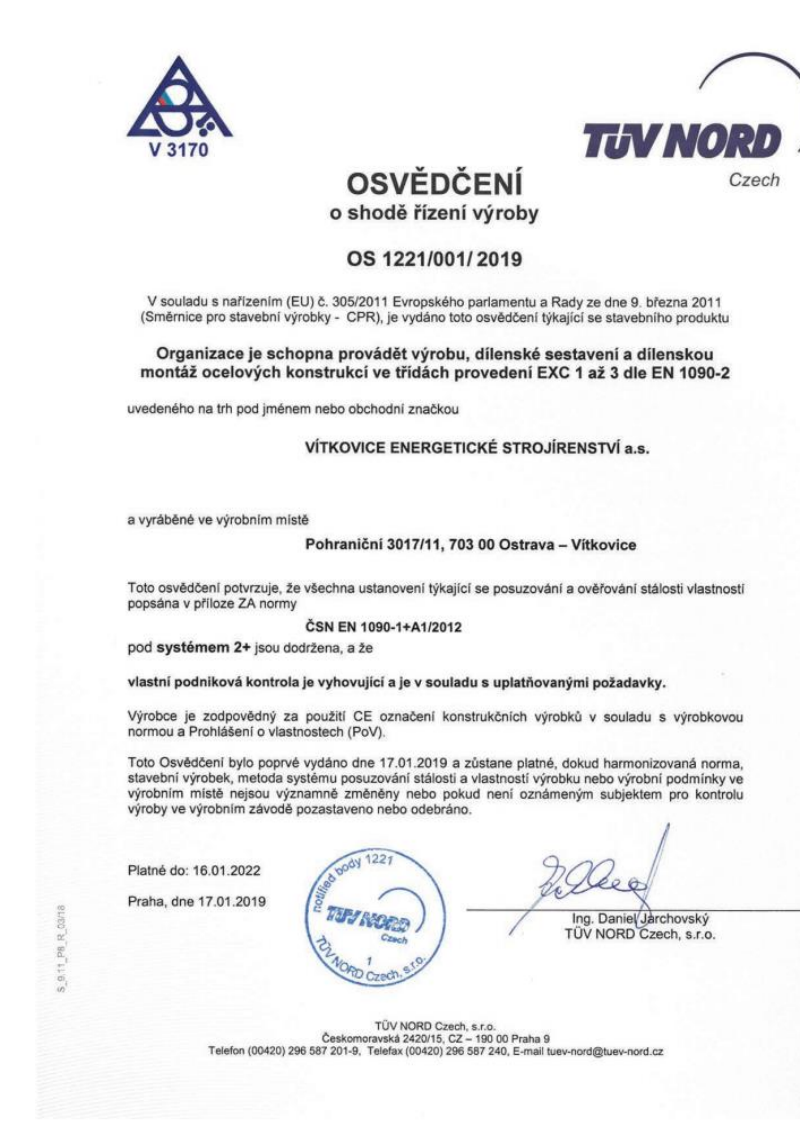 V 3170
TÜV NORD
Czech
OSVĚDČENÍ
o shodě řízení výroby
OS 1221/001/ 2019
V souladu s nařízením (EU) č. 305/2011 Evropského parlamentu a Rady ze dne 9. března 2011
(Směrnice pro stavební výrobky - CPR), je vydáno toto osvědčení týkající se stavebního produktu
Organizace je schopna provádět výrobu, dílenské sestavení a dílenskou
montáž ocelových konstrukcí ve třídách provedení EXC 1 až 3 dle EN 1090-2
uvedeného na trh pod jménem nebo obchodní značkou
VÍTKOVICE ENERGETICKÉ STROJÍRENSTVÍ a.s.
a vyráběné ve výrobním místě
Pohraniční 3017/11, 703 00 Ostrava – Vítkovice
Toto osvědčení potvrzuje, že všechna ustanovení týkající se posuzování a ověřování stálosti vlastností
popsána v příloze ZA normy
ČSN EN 1090-1+A1/2012
pod systémem 2+ jsou dodržena, a že
vlastní podniková kontrola je vyhovující a je v souladu s uplatňovanými požadavky.
Výrobce je zodpovědný za použití CE označení konstrukčních výrobků v souladu s výrobkovou
normou a Prohlášení o vlastnostech (PoV).
Toto Osvědčení bylo poprvé vydáno dne 17.01.2019 a zůstane platné, dokud harmonizovaná norma,
stavební výrobek, metoda systému posuzování stálosti a vlastností výrobku nebo výrobní podmínky ve
výrobním místě nejsou významně změněny nebo pokud není oznámeným subjektem pro kontrolu
výroby ve výrobním závodě pozastaveno nebo odebráno.
Platné do: 16.01.2022
Praha, dne 17.01.2019
notified body 1221
TÜV NORD
Czech
1
TÜV NORD Czech, s.r.o.
Ing. Daniel Jarchovský
TÜV NORD Czech, s.r.o.
S_9.11_P8_R_03/18
TÜV NORD Czech, s.r.o.
Českomoravská 2420/15, CZ – 190 00 Praha 9
Telefon (00420) 296 587 201-9, Telefax (00420) 296 587 240, E-mail tuev-nord@tuev-nord.cz